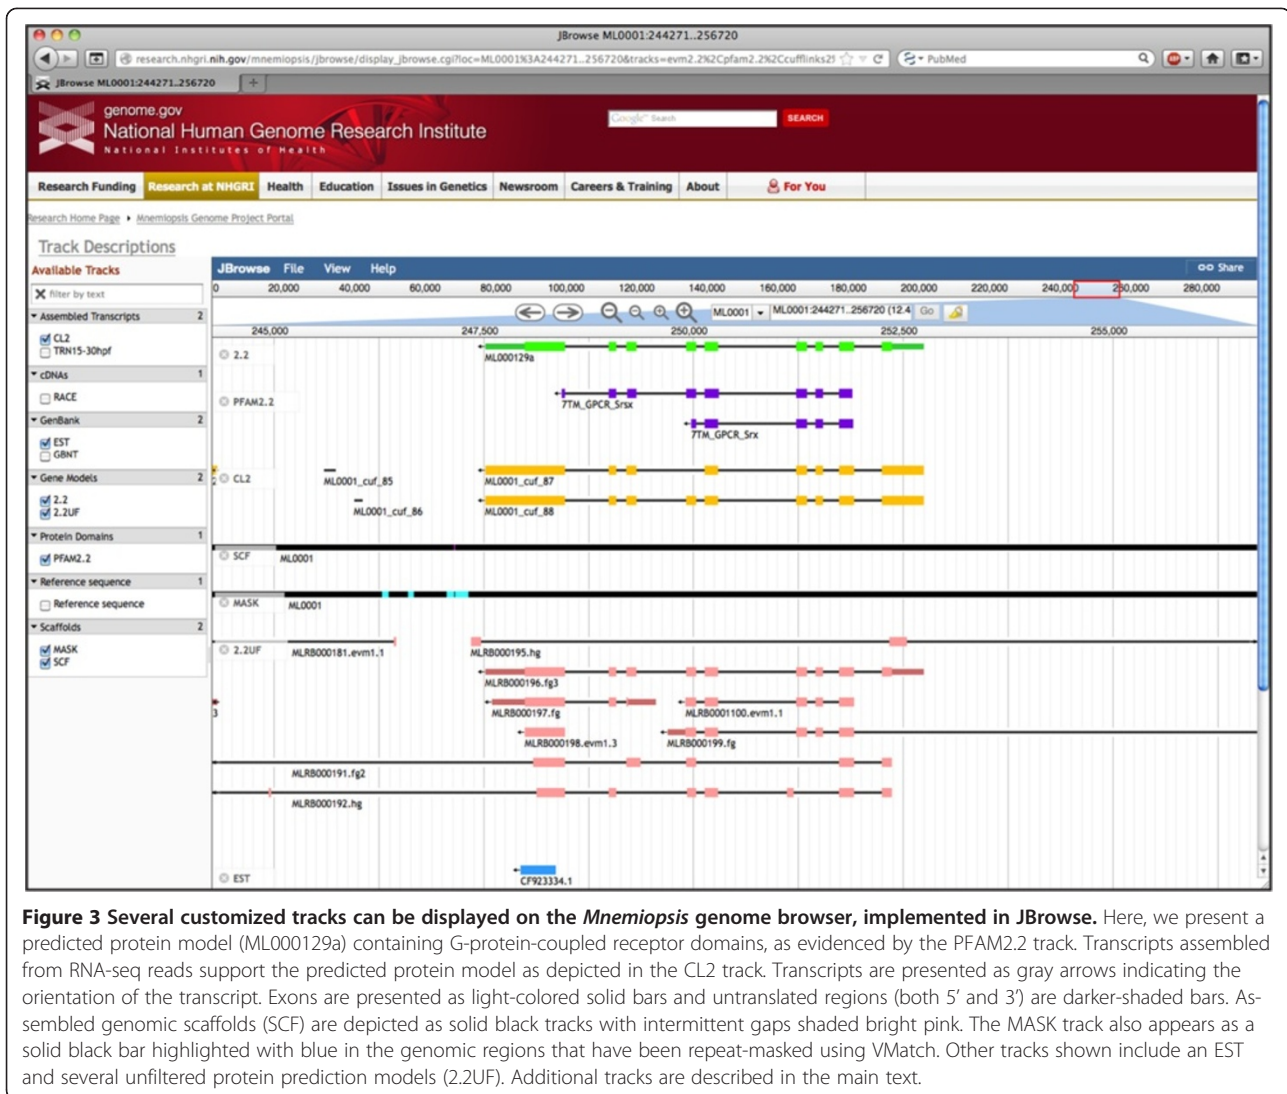 JBrowse ML0001:244271..256720
research.nhgri.nih.gov/mnemiopsis/jbrowse/display_jbrowse.cgi?loc=ML0001%3A244271..256720&tracks=evm2.2%2Cpfam2.2%2Ccufflinks2!
PubMed
JBrowse ML0001:244271..256720
genome.gov
National Human Genome Research Institute
National Institutes of Health
Google™ Search
SEARCH
Research Funding Research at NHGRI Health Education Issues in Genetics Newsroom Careers & Training About For You
Research Home Page Mnemiopsis Genome Project Portal
Track Descriptions
Available Tracks
filter by text
Assembled Transcripts 2
CL2
TRN15-30hpf
cDNAs 1
RACE
GenBank 2
EST
GBNT
Gene Models 2
2.2
2.2UF
Protein Domains 1
PFAM2.2
Reference sequence 1
Reference sequence
Scaffolds 2
MASK
SCF
JBrowse File View Help Share
0 20,000 40,000 60,000 80,000 100,000 120,000 140,000 160,000 180,000 200,000 220,000 240,000 260,000 280,000
ML0001 ML0001:244271..256720 (12.4 Go
245,000 247,500 250,000 252,500 255,000
2.2
ML000129a
PFAM2.2
7TM_GPCR_Srsx
7TM_GPCR_Srx
CL2
ML0001_cuf_85 ML0001_cuf_87
ML0001_cuf_86 ML0001_cuf_88
SCF ML0001
MASK ML0001
2.2UF MLRB000181.evm1.1 MLRB000195.hg
MLRB000196.fg3
3 MLRB000197.fg MLRB0001100.evm1.1
MLRB000198.evm1.3 MLRB000199.fg
MLRB000191.fg2
MLRB000192.hg
EST CF923334.1
Figure 3 Several customized tracks can be displayed on the Mnemiopsis genome browser, implemented in JBrowse. Here, we present a
predicted protein model (ML000129a) containing G-protein-coupled receptor domains, as evidenced by the PFAM2.2 track. Transcripts assembled
from RNA-seq reads support the predicted protein model as depicted in the CL2 track. Transcripts are presented as gray arrows indicating the
orientation of the transcript. Exons are presented as light-colored solid bars and untranslated regions (both 5’ and 3’) are darker-shaded bars. As-
sembled genomic scaffolds (SCF) are depicted as solid black tracks with intermittent gaps shaded bright pink. The MASK track also appears as a
solid black bar highlighted with blue in the genomic regions that have been repeat-masked using VMatch. Other tracks shown include an EST
and several unfiltered protein prediction models (2.2UF). Additional tracks are described in the main text.